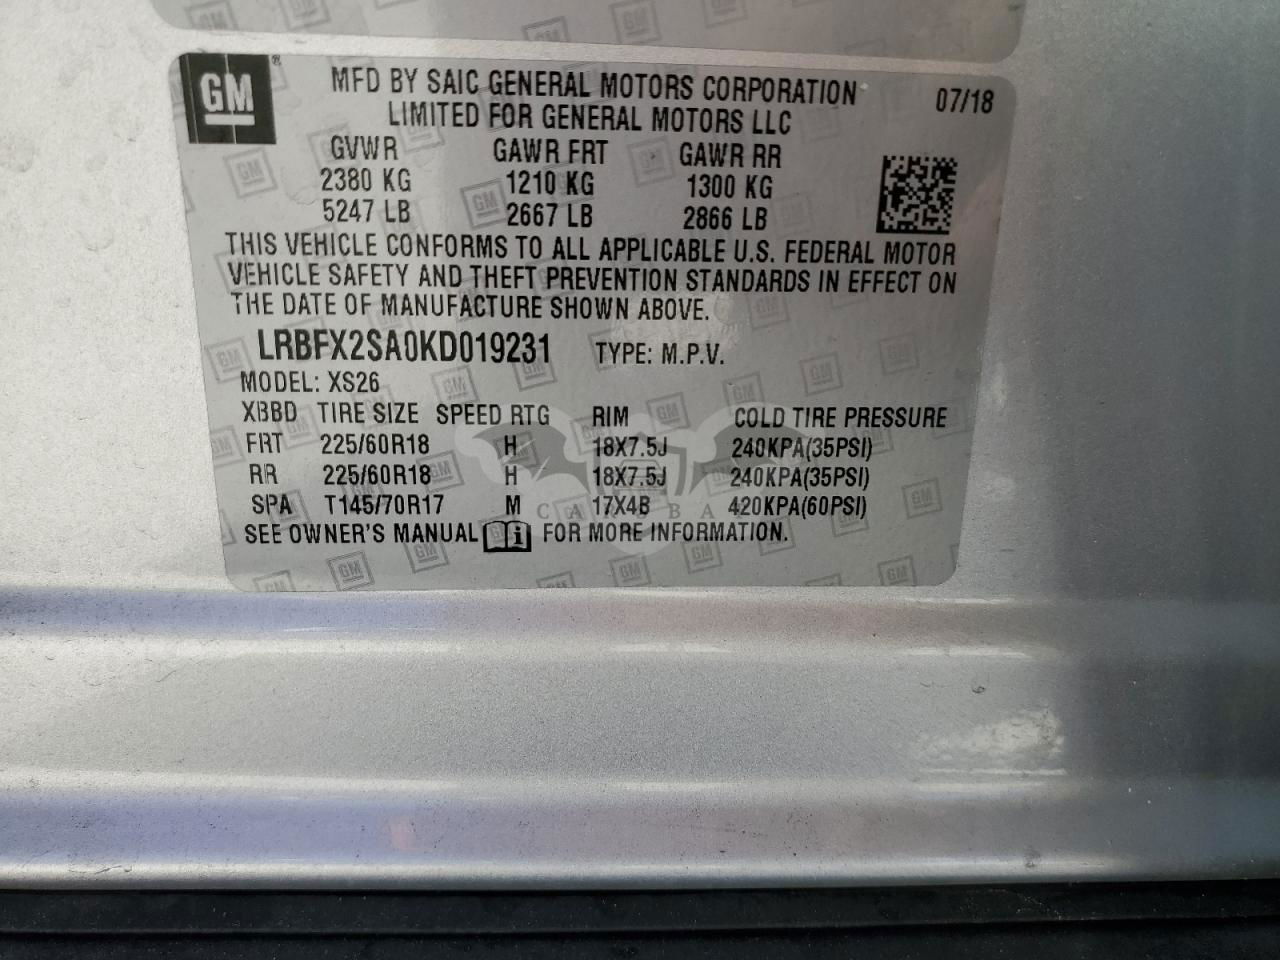 GM
MFD BY SAIC GENERAL MOTORS CORPORATION
LIMITED FOR GENERAL MOTORS LLC
07/18
GVWR GAWR FRT GAWR RR
2380 KG 1210 KG 1300 KG
5247 LB 2667 LB 2866 LB
THIS VEHICLE CONFORMS TO ALL APPLICABLE U.S. FEDERAL MOTOR
VEHICLE SAFETY AND THEFT PREVENTION STANDARDS IN EFFECT ON
THE DATE OF MANUFACTURE SHOWN ABOVE.
LRBFX2SA0KD019231 TYPE: M.P.V.
MODEL: XS26
XBBD TIRE SIZE SPEED RTG RIM COLD TIRE PRESSURE
FRT 225/60R18 H 18X7.5J 240KPA(35PSI)
RR 225/60R18 H 18X7.5J 240KPA(35PSI)
SPA T145/70R17 M 17X4B 420KPA(60PSI)
SEE OWNER'S MANUAL i FOR MORE INFORMATION.